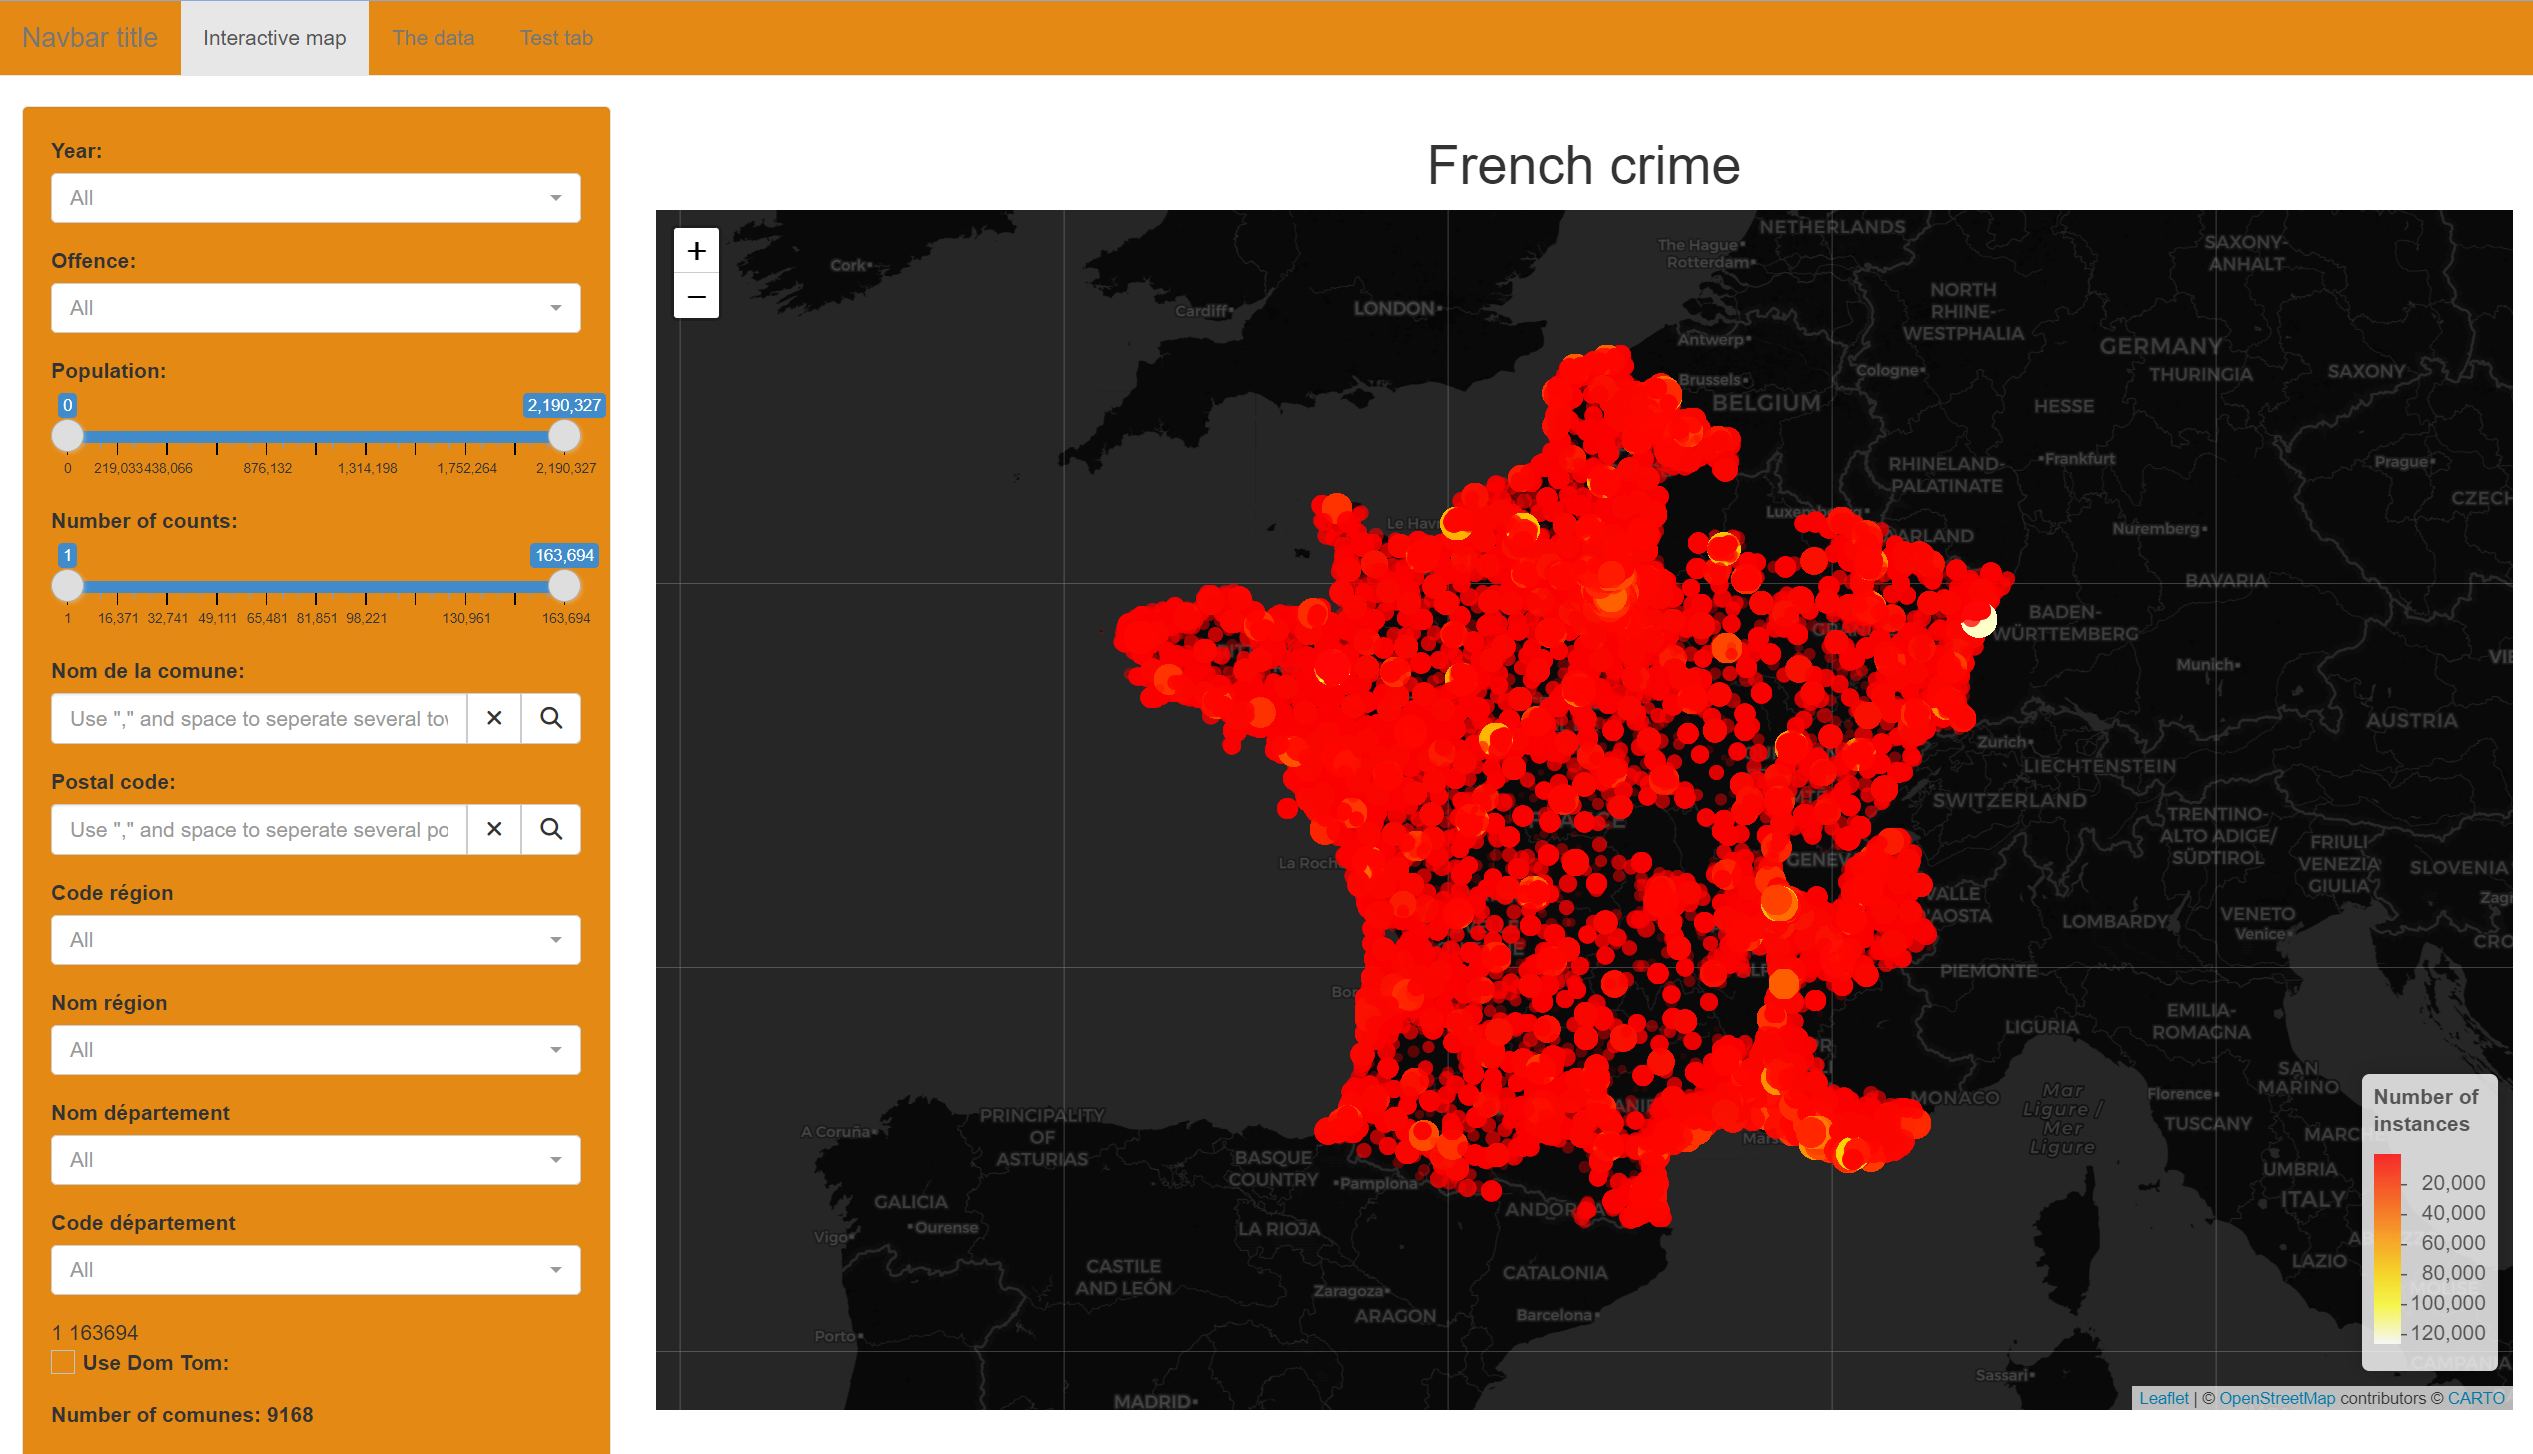 Navbar title
Interactive map
The data
Test tab
Year:
All
Offence:
All
Population:
0
2,190,327
0 219,033 438,066 876,132 1,314,198 1,752,264 2,190,327
Number of counts:
1
163,694
1 16,371 32,741 49,111 65,481 81,851 98,221 130,961 163,694
Nom de la comune:
Use "," and space to seperate several tov
Postal code:
Use "," and space to seperate several po
Code région
All
Nom région
All
Nom département
All
Code département
All
1 163694
Use Dom Tom:
Number of comunes: 9168
French crime
+
−
NETHERLANDS
The Hague
Rotterdam
Cork
Cardiff
LONDON
Antwerp
Brussels
BELGIUM
SAXONY-
ANHALT
NORTH
RHINE-
WESTPHALIA
GERMANY
THURINGIA
SAXONY
Cologne
HESSE
RHINELAND-
PALATINATE
Frankfurt
Prague
CZECH
Nuremberg
ARLAND
Le Hav
BAVARIA
BADEN-
WÜRTTEMBERG
Munich
VIE
AUSTRIA
Zurich
LIECHTENSTEIN
SWITZERLAND
TRENTINO-
ALTO ADIGE/
SÜDTIROL
FRIULI
VENEZIA
GIULIA
SLOVENIA
Zag
GENEV
La Roch
VALLE
'AOSTA
LOMBARDY
VENETO
Venice
CRO
PIEMONTE
Bor
EMILIA-
ROMAGNA
LIGURIA
SAN
MARINO
MONACO
Mar
Ligure /
Mer
Ligure
Florence
TUSCANY
MARCHE
UMBRIA
ITALY
LAZIO
CAMPANIA
Sassari
A Coruña
PRINCIPALITY
OF
ASTURIAS
BASQUE
COUNTRY
Pamplona
GALICIA
Ourense
Vigo
LA RIOJA
ANDOR
CASTILE
AND LEÓN
CATALONIA
Zaragoza
ARAGON
Barcelona
Porto
MADRID
Number of
instances
20,000
40,000
60,000
80,000
100,000
120,000
Leaflet | © OpenStreetMap contributors © CARTO